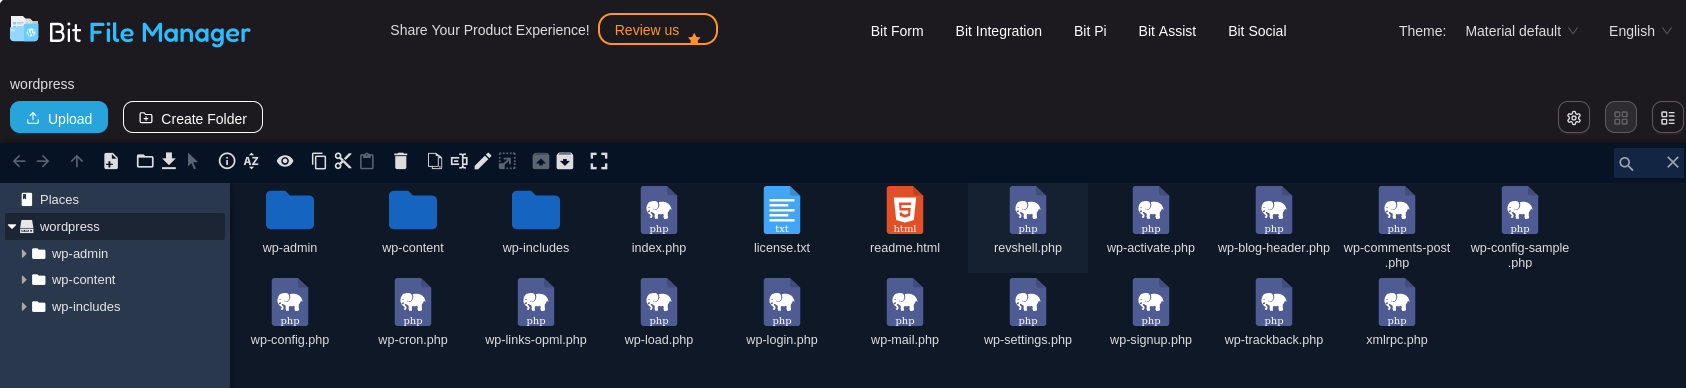 Bit File Manager
Share Your Product Experience! Review us
Bit Form Bit Integration Bit Pi Bit Assist Bit Social
Theme: Material default English
wordpress
Upload Create Folder
AZ
Places
wordpress
wp-admin
wp-content
wp-includes
php txt html php php php php php
wp-admin wp-content wp-includes index.php license.txt readme.html revshell.php wp-activate.php wp-blog-header.php wp-comments-post wp-config-sample
.php .php
php php php php php php php php php php
wp-config.php wp-cron.php wp-links-opml.php wp-load.php wp-login.php wp-mail.php wp-settings.php wp-signup.php wp-trackback.php xmlrpc.php